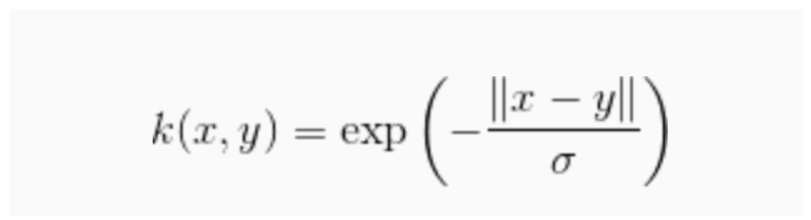 k(x, y) = exp (−‖x − y‖/σ)